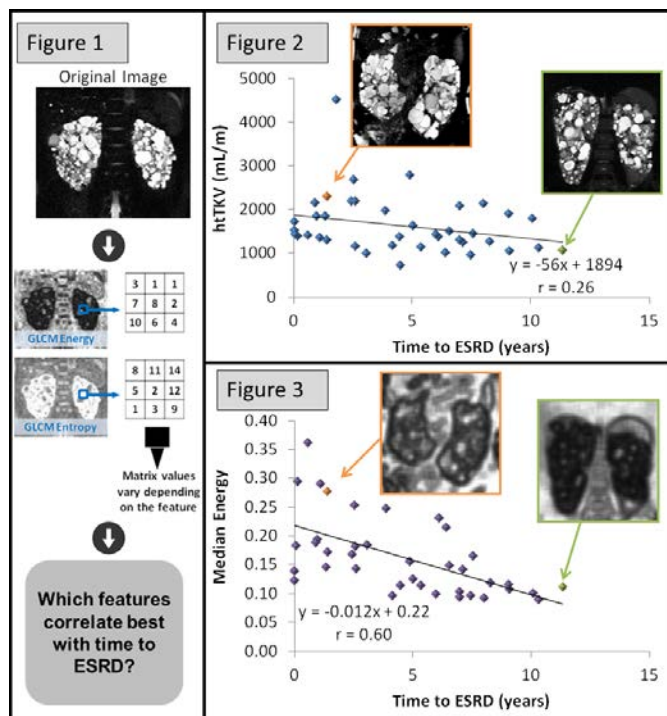 Figure 1
Original Image
GLCM Energy
3 1 1
7 8 2
10 6 4
GLCM Entropy
8 11 14
5 2 12
1 3 9
Matrix values
vary depending
on the feature
Which features
correlate best
with time to
ESRD?
Figure 2
htTKV (mL/m)
5000
4000
3000
2000
1000
0
y = -56x + 1894
r = 0.26
0 5 10 15
Time to ESRD (years)
Figure 3
Median Energy
0.40
0.35
0.30
0.25
0.20
0.15
0.10
0.05
0.00
y = -0.012x + 0.22
r = 0.60
0 5 10 15
Time to ESRD (years)